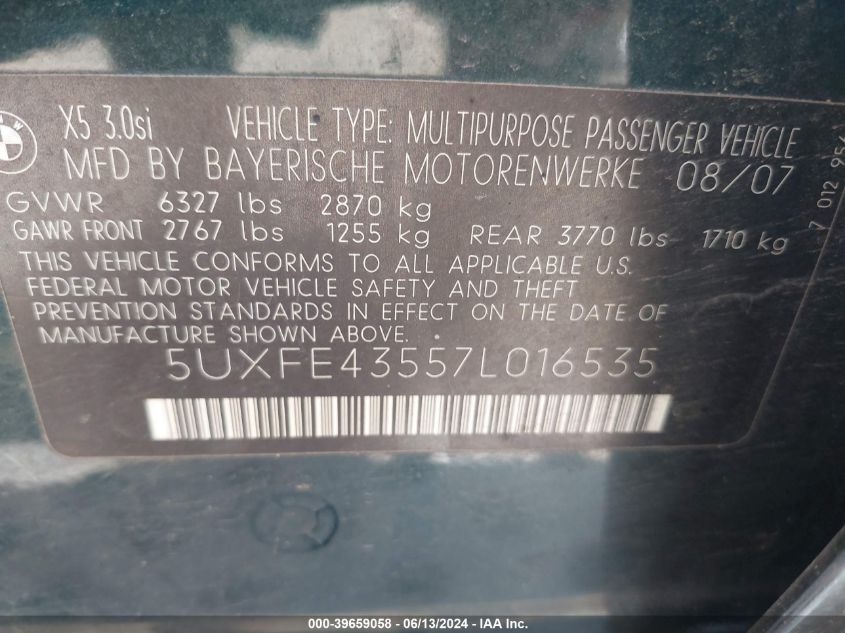 X5 3.0si VEHICLE TYPE: MULTIPURPOSE PASSENGER VEHICLE
MFD BY BAYERISCHE MOTORENWERKE 08/07
GVWR 6327 lbs 2870 kg
GAWR FRONT 2767 lbs 1255 kg REAR 3770 lbs 1710 kg
THIS VEHICLE CONFORMS TO ALL APPLICABLE U.S.
FEDERAL MOTOR VEHICLE SAFETY AND THEFT
PREVENTION STANDARDS IN EFFECT ON THE DATE OF
MANUFACTURE SHOWN ABOVE.
5UXFE43557L016535
7 012
000-39659058 - 06/13/2024 - IAA Inc.